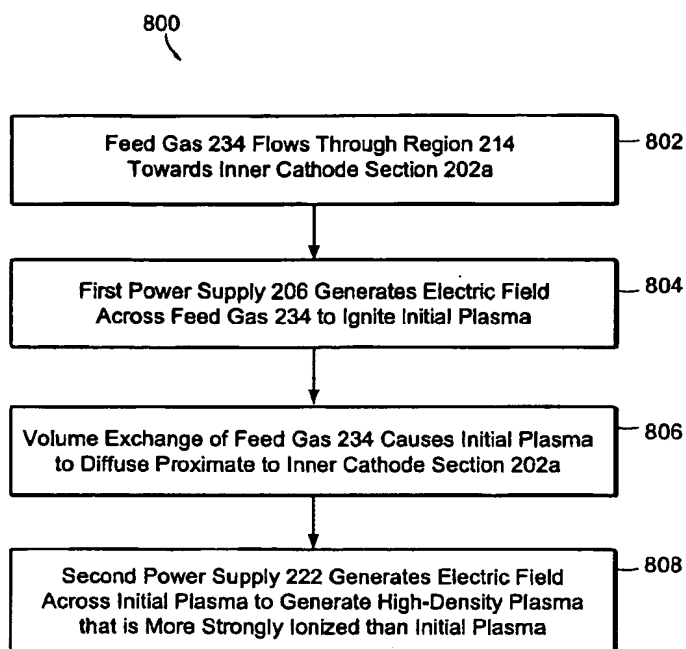 800
Feed Gas 234 Flows Through Region 214
Towards Inner Cathode Section 202a
802
First Power Supply 206 Generates Electric Field
Across Feed Gas 234 to Ignite Initial Plasma
804
Volume Exchange of Feed Gas 234 Causes Initial Plasma
to Diffuse Proximate to Inner Cathode Section 202a
806
Second Power Supply 222 Generates Electric Field
Across Initial Plasma to Generate High-Density Plasma
that is More Strongly Ionized than Initial Plasma
808